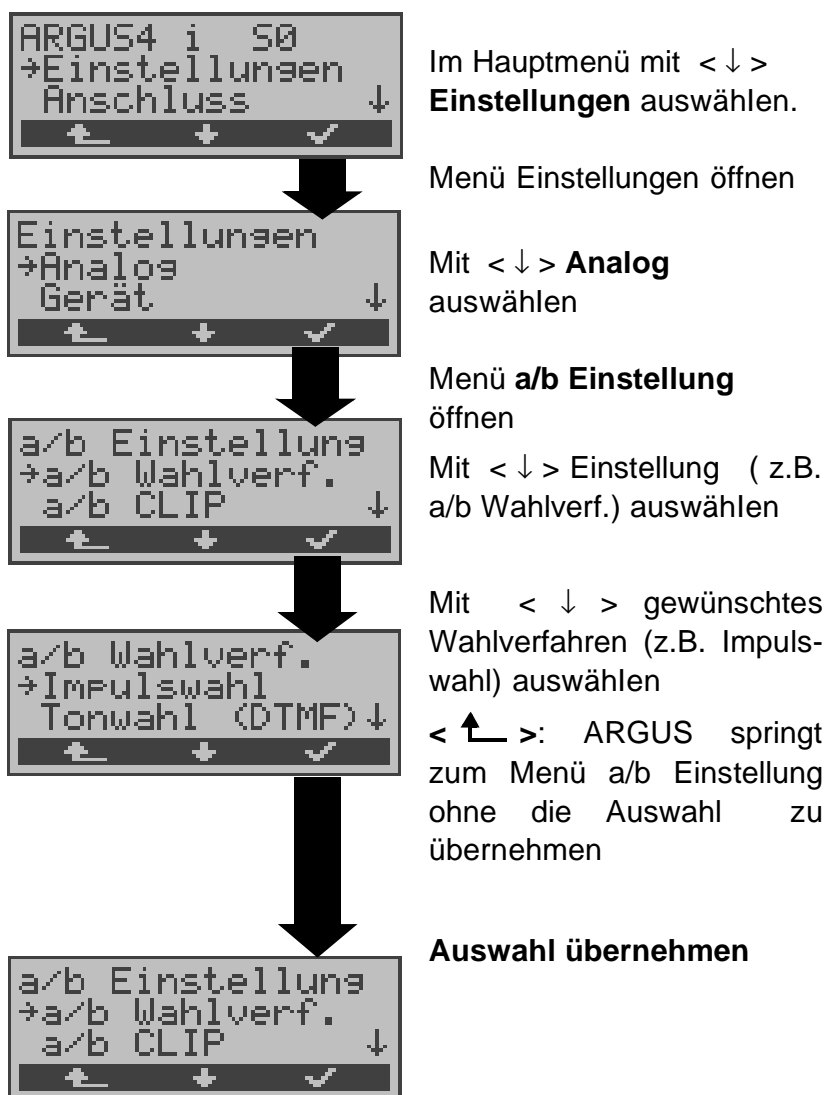 ARGUS4 i S0
→Einstellungen
Anschluss ↓
Im Hauptmenü mit < ↓ >
Einstellungen auswählen.
Menü Einstellungen öffnen
Einstellungen
→Analog
Gerät ↓
Mit < ↓ > Analog
auswählen
Menü a/b Einstellung
öffnen
a/b Einstellung
→a/b Wahlverf.
a/b CLIP ↓
Mit < ↓ > Einstellung ( z.B.
a/b Wahlverf.) auswählen
a/b Wahlverf.
→Impulswahl
Tonwahl (DTMF)↓
Mit < ↓ > gewünschtes
Wahlverfahren (z.B. Impuls-
wahl) auswählen
< ↰ >: ARGUS springt
zum Menü a/b Einstellung
ohne die Auswahl zu
übernehmen
Auswahl übernehmen
a/b Einstellung
→a/b Wahlverf.
a/b CLIP ↓